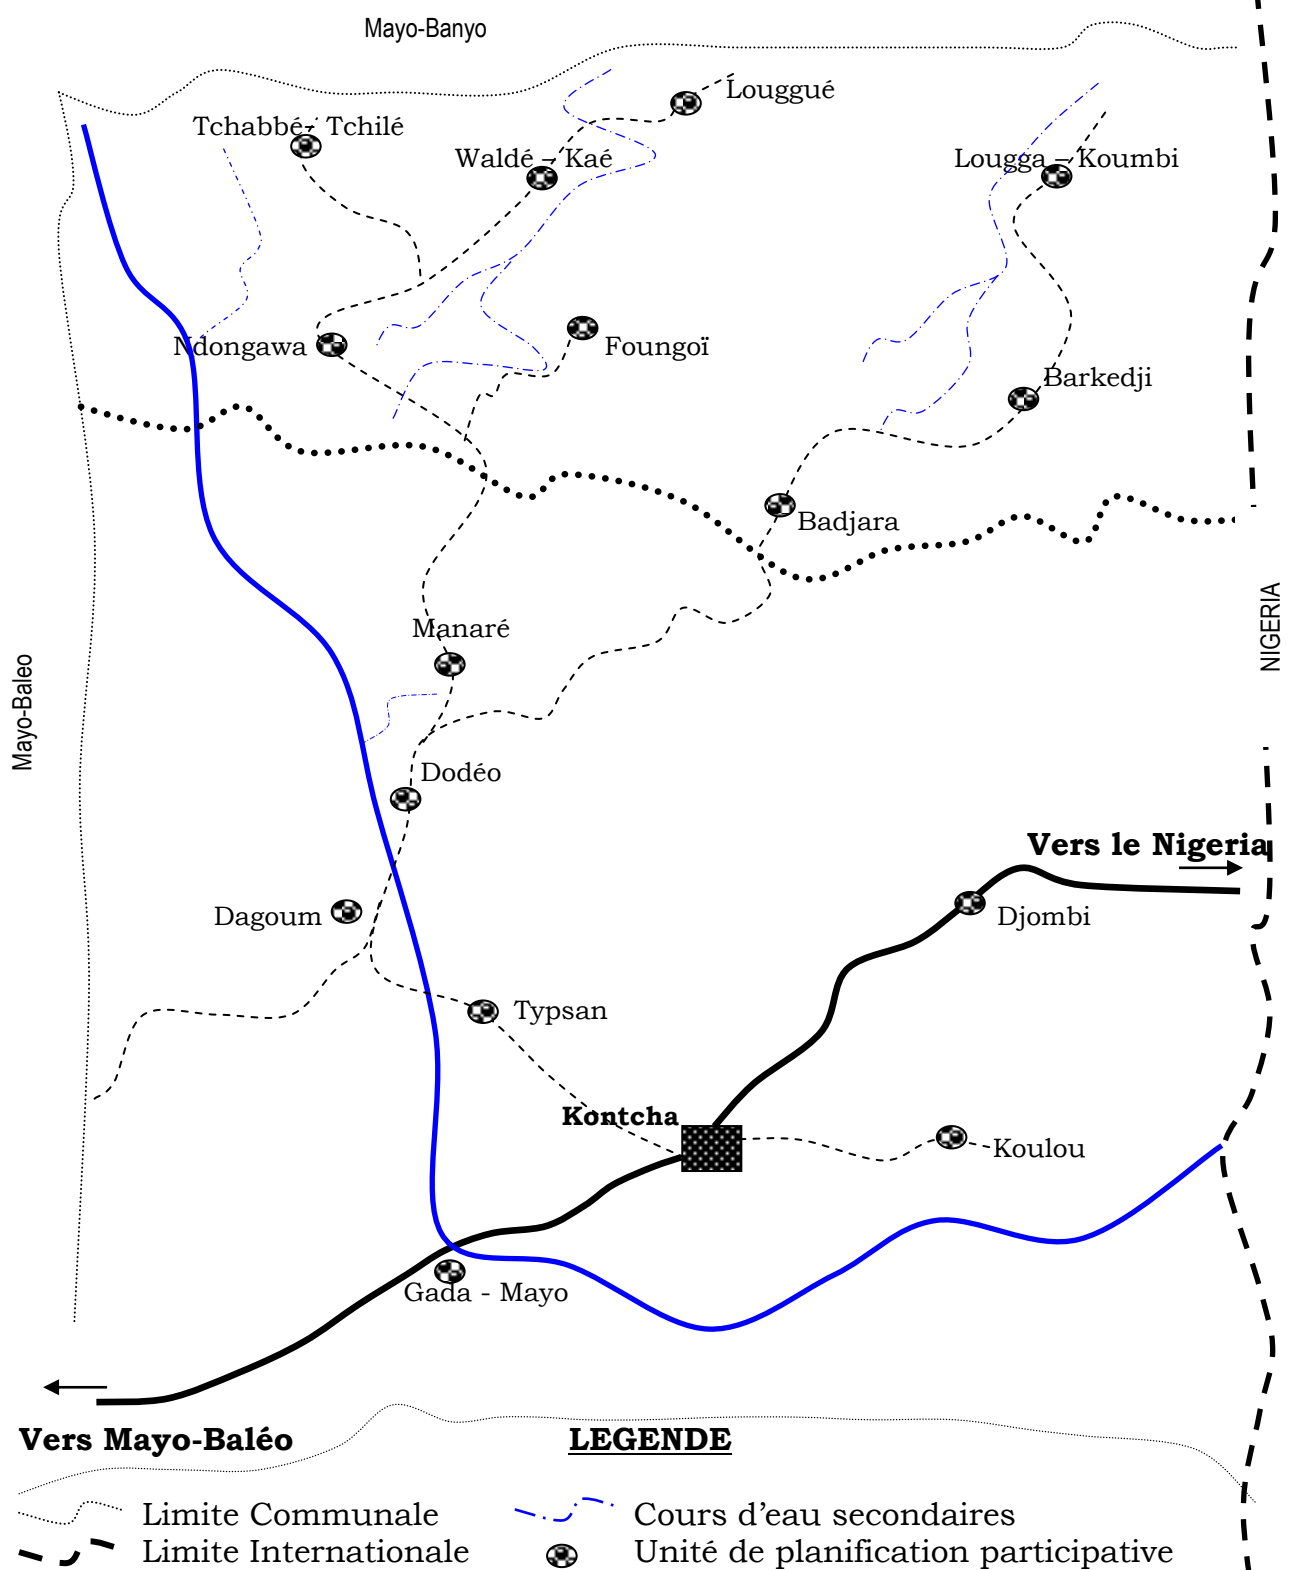 Mayo-Banyo
Louggué
Tchabbé- Tchilé
Waldé – Kaé
Lougga – Koumbi
Ndongawa
Foungoï
Barkedji
Badjara
NIGERIA
Manaré
Mayo-Baleo
Dodéo
Vers le Nigeria
Dagoum
Djombi
Typsan
Kontcha
Koulou
Gada - Mayo
Vers Mayo-Baléo
LEGENDE
Limite Communale
Cours d’eau secondaires
Limite Internationale
Unité de planification participative